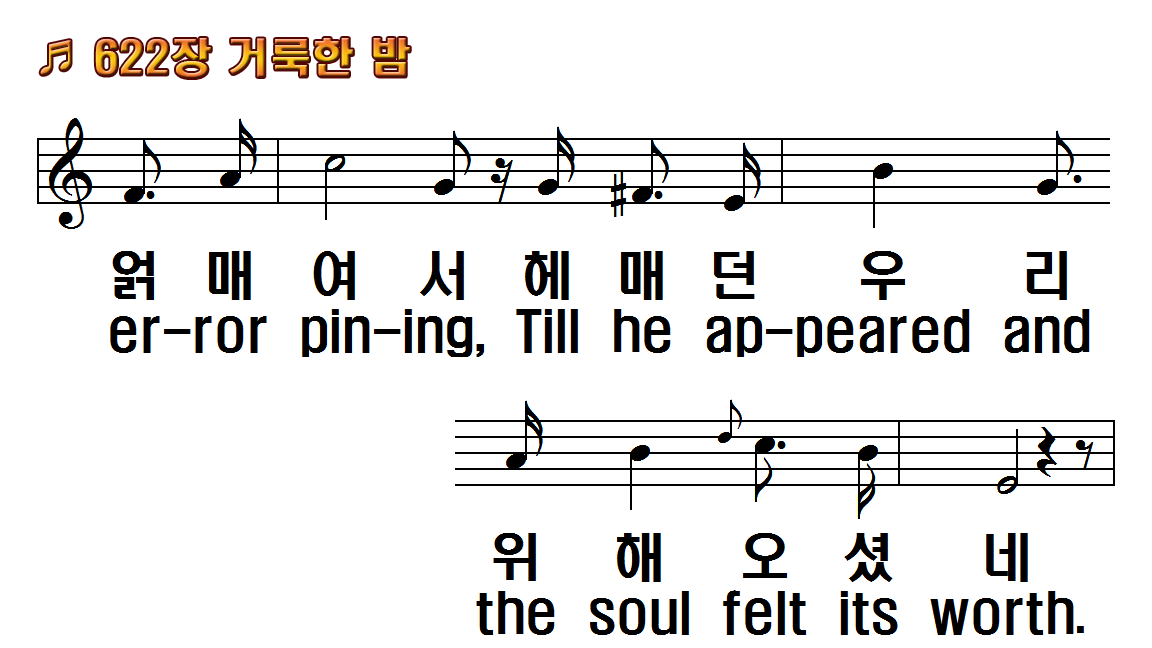 ♬ 622장 거룩한 밤
얽 매 여 서 헤 매 던 우 리
er-ror pin-ing, Till he ap-peared and
위 해 오 셨 네
the soul felt its worth.